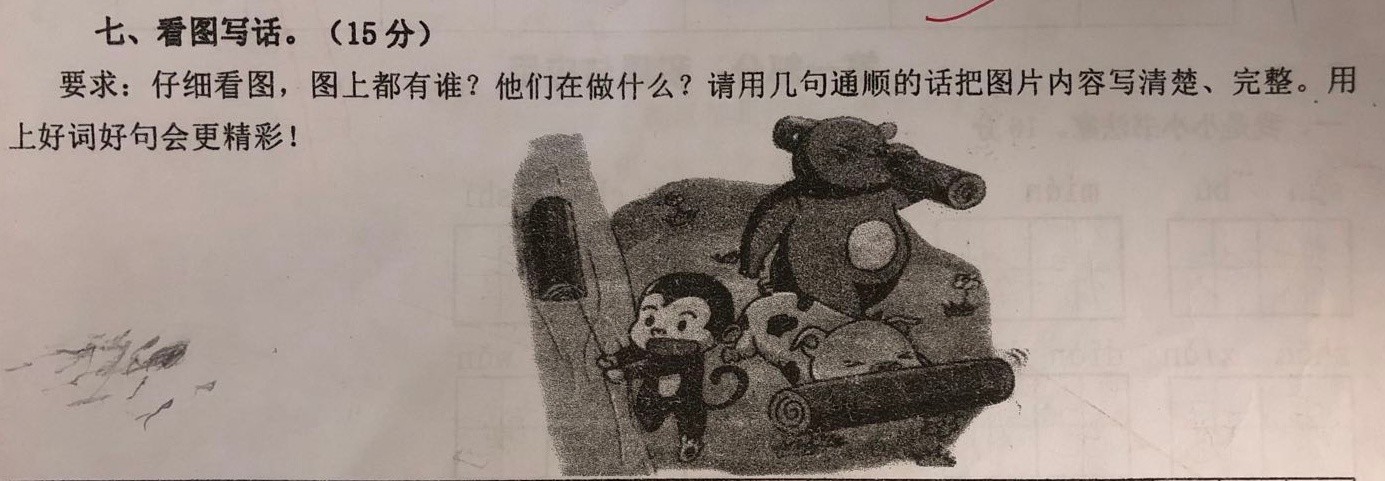 七、看图写话。（15分）
要求：仔细看图，图上都有谁？他们在做什么？请用几句通顺的话把图片内容写清楚、完整。用
上好词好句会更精彩！